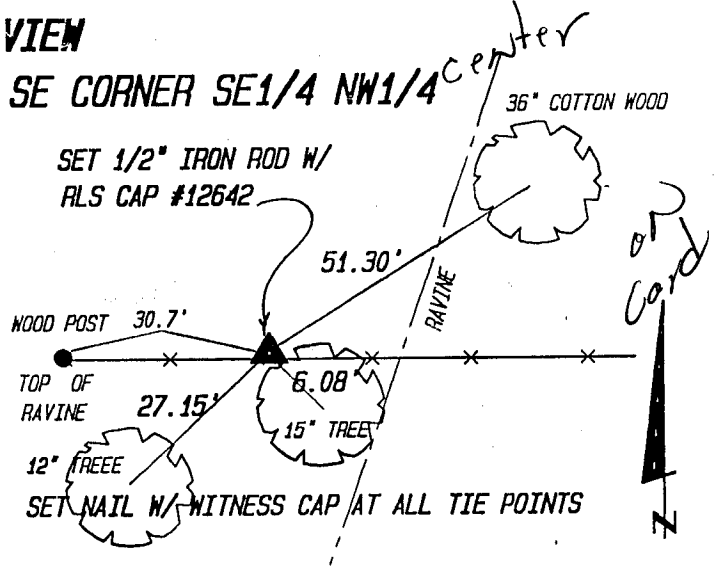 VIEW
center
SE CORNER SE1/4 NW1/4
36" COTTON WOOD
SET 1/2" IRON ROD W/
RLS CAP #12642
on
Card
51.30'
RAVINE
WOOD POST 30.7'
TOP OF
RAVINE
27.15'
6.08'
15" TREE
12" TREEE
SET NAIL W/ WITNESS CAP AT ALL TIE POINTS
N